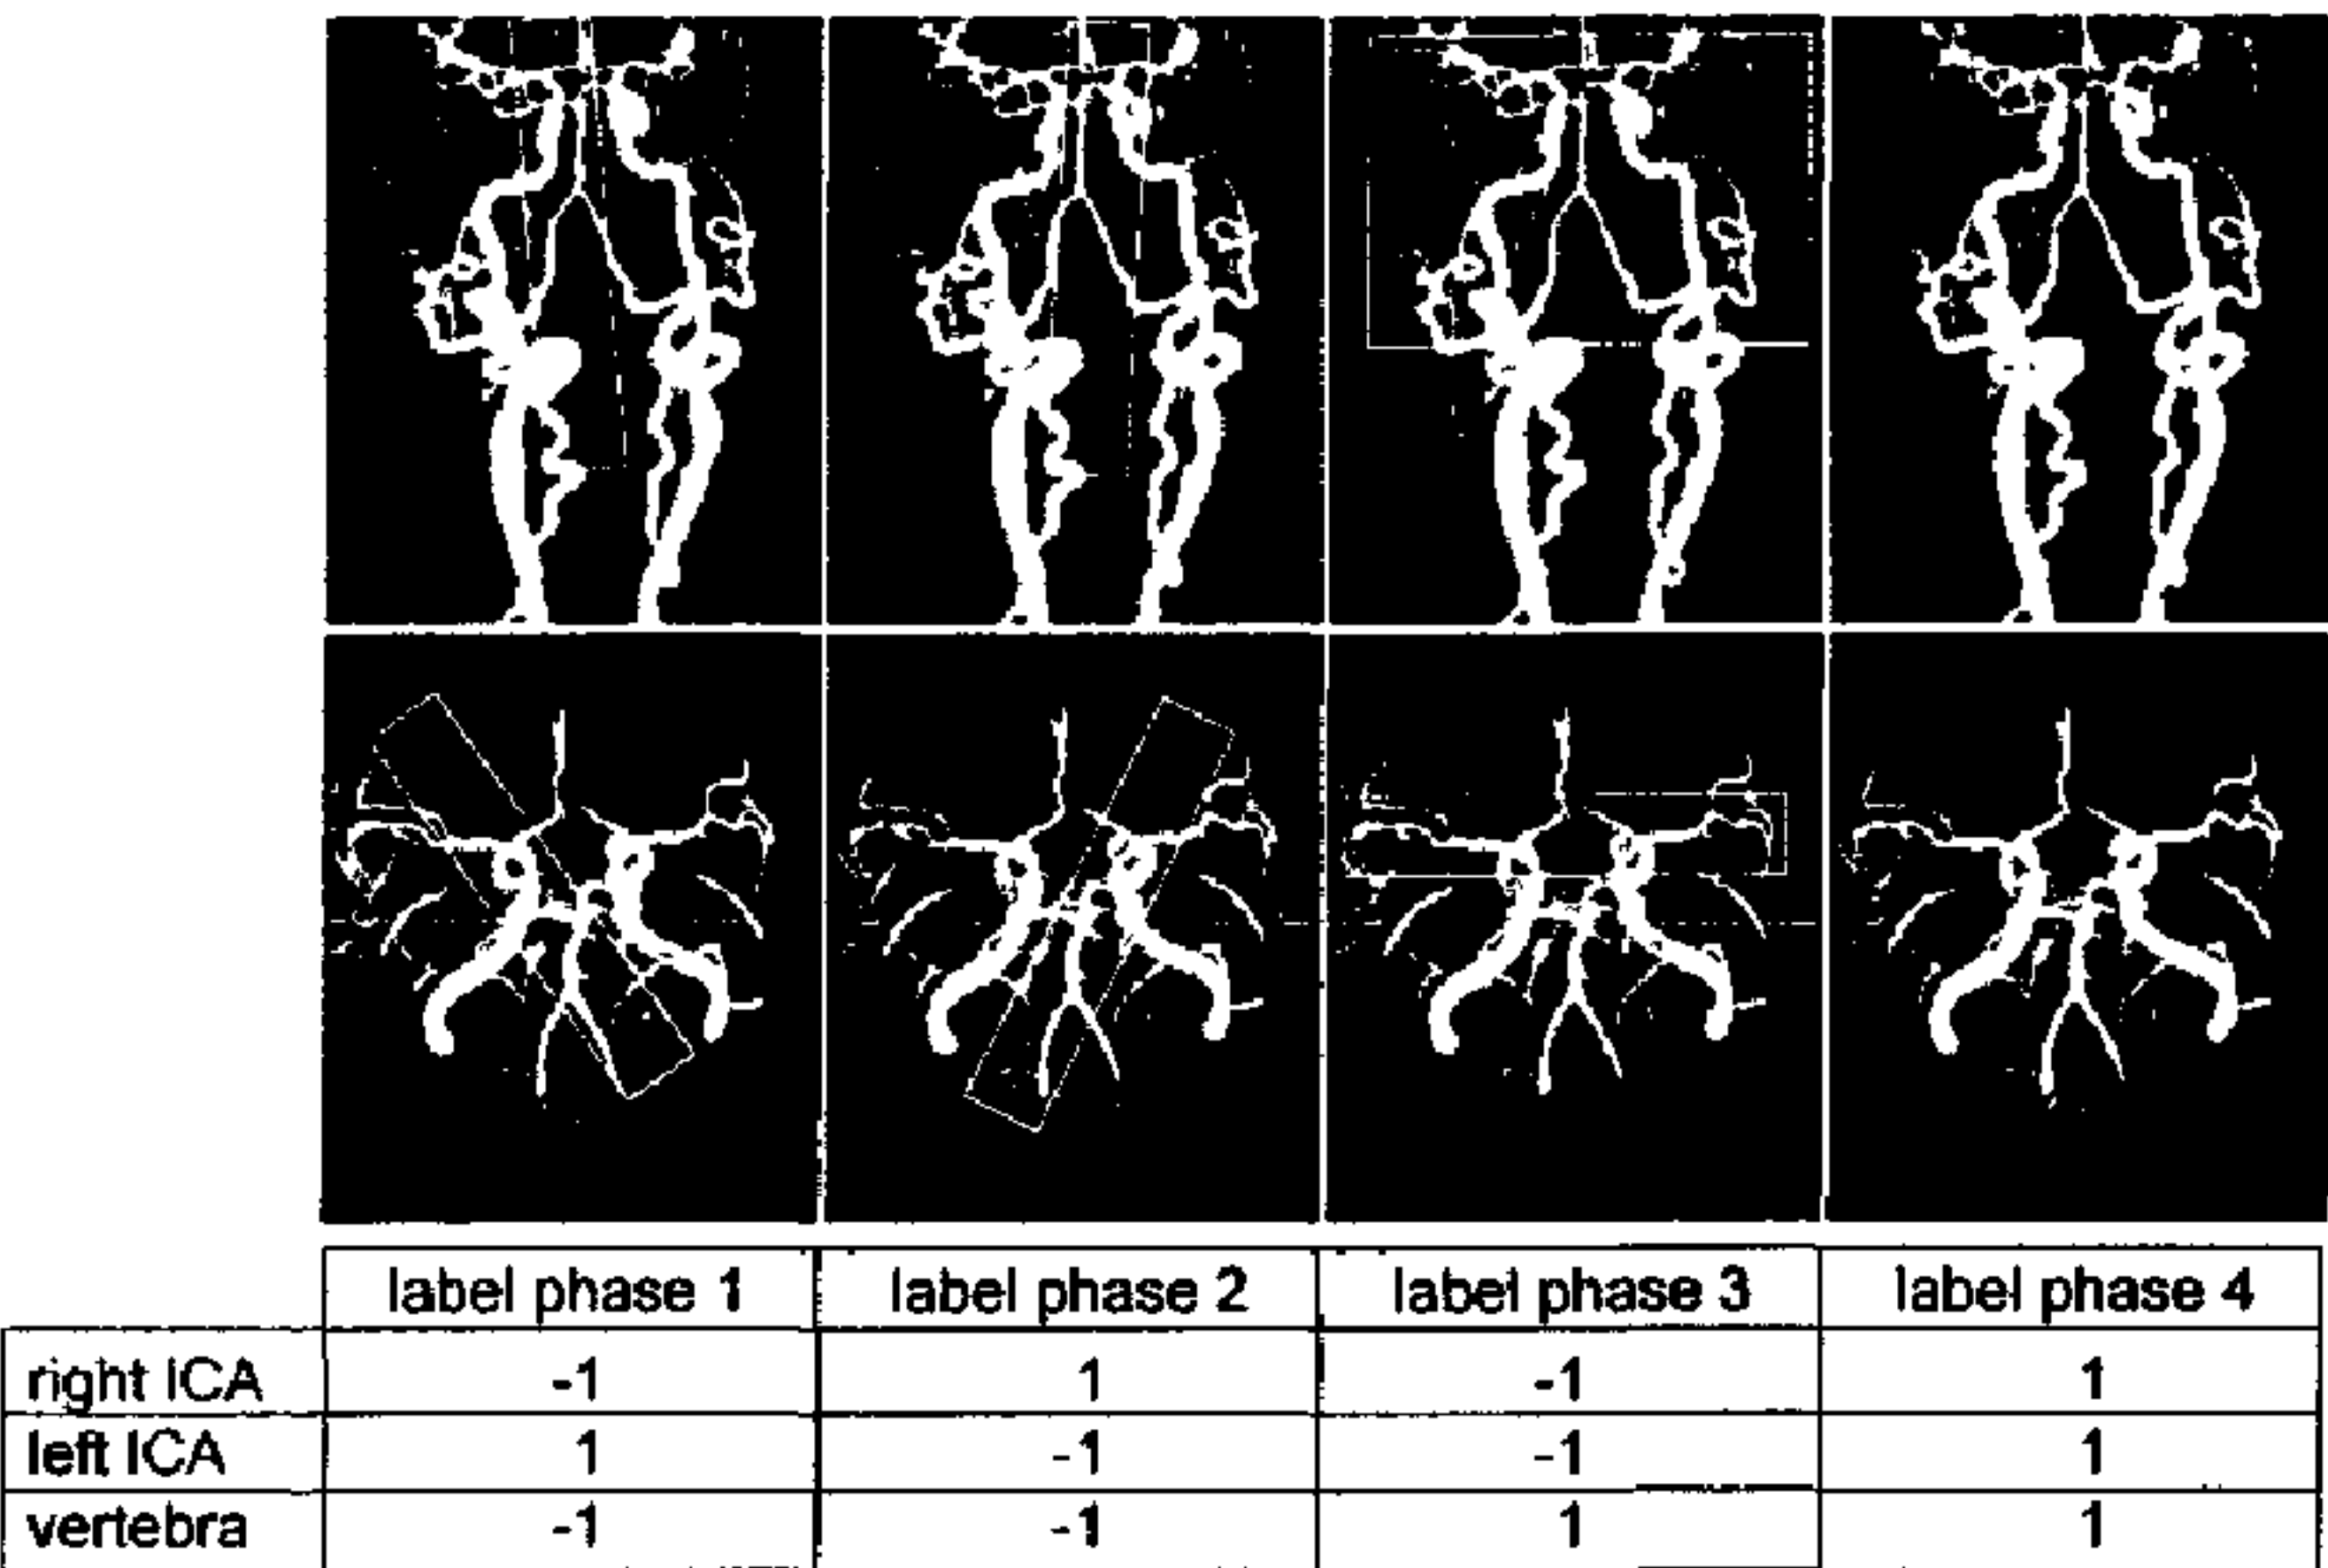 label phase 1 label phase 2 label phase 3 label phase 4
right ICA -1 1 -1 1
left ICA 1 -1 -1 1
vertebra -1 -1 1 1